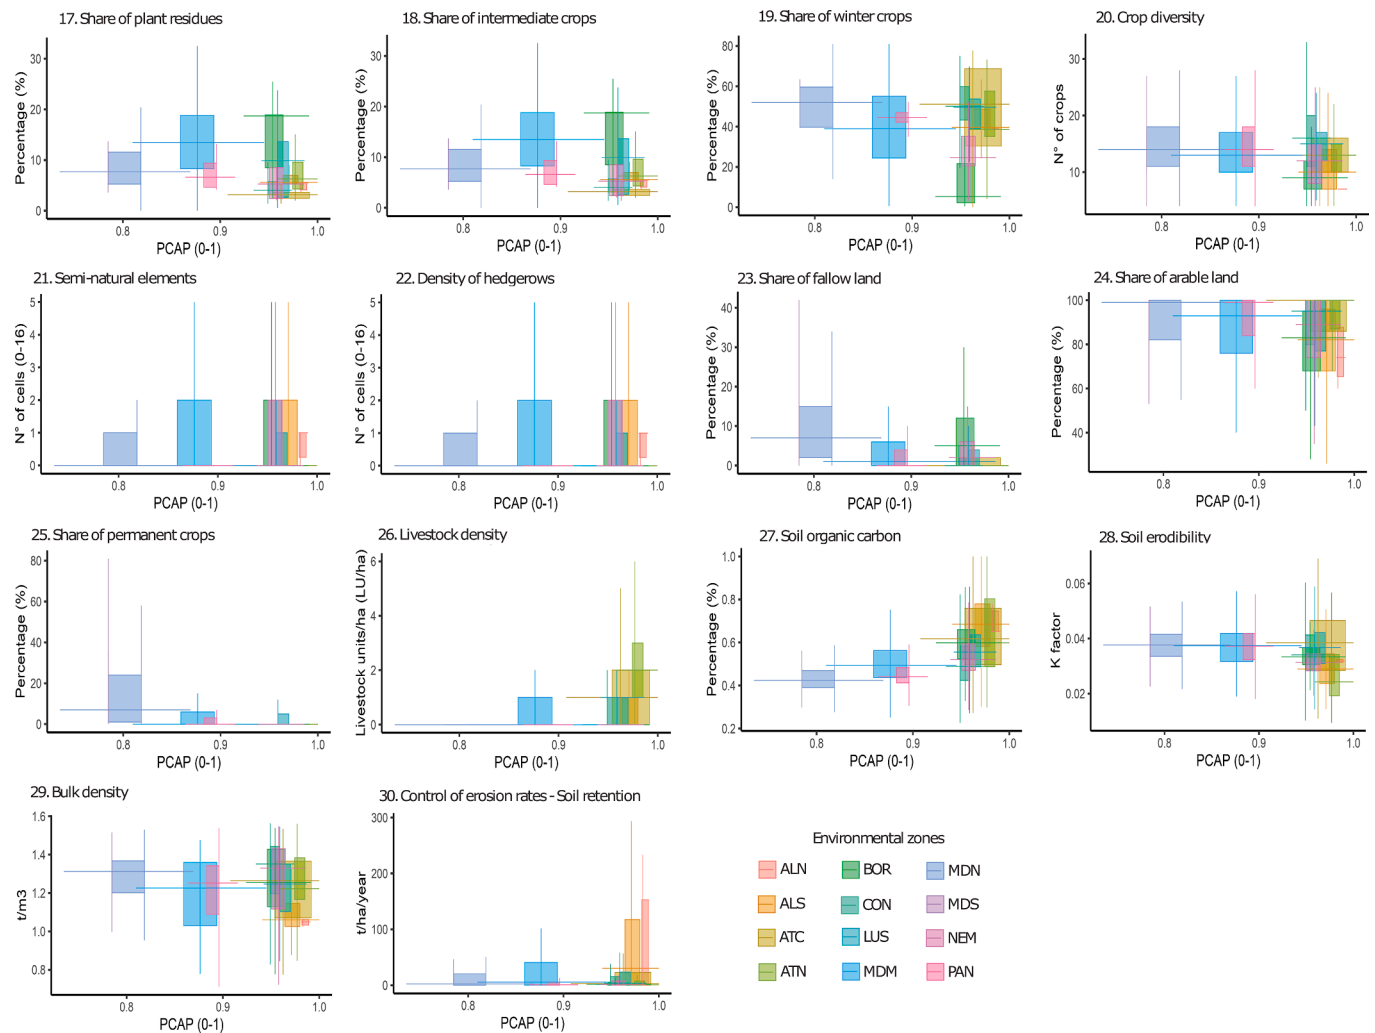 17. Share of plant residues
Percentage (%)
30
20
10
0
0.8 0.9 1.0
PCAP (0-1)
18. Share of intermediate crops
Percentage (%)
30
20
10
0
0.8 0.9 1.0
PCAP (0-1)
19. Share of winter crops
Percentage (%)
80
60
40
20
0
0.8 0.9 1.0
PCAP (0-1)
20. Crop diversity
N° of crops
30
20
10
0.8 0.9 1.0
PCAP (0-1)
21. Semi-natural elements
N° of cells (0-16)
5
4
3
2
1
0
0.8 0.9 1.0
PCAP (0-1)
22. Density of hedgerows
N° of cells (0-16)
5
4
3
2
1
0
0.8 0.9 1.0
PCAP (0-1)
23. Share of fallow land
Percentage (%)
40
30
20
10
0
0.8 0.9 1.0
PCAP (0-1)
24. Share of arable land
Percentage (%)
100
80
60
40
0.8 0.9 1.0
PCAP (0-1)
25. Share of permanent crops
Percentage (%)
80
60
40
20
0
0.8 0.9 1.0
PCAP (0-1)
26. Livestock density
Livestock units/ha (LU/ha)
6
4
2
0
0.8 0.9 1.0
PCAP (0-1)
27. Soil organic carbon
Percentage (%)
1.0
0.8
0.6
0.4
0.2
0.8 0.9 1.0
PCAP (0-1)
28. Soil erodibility
K factor
0.06
0.04
0.02
0.8 0.9 1.0
PCAP (0-1)
29. Bulk density
t/m3
1.6
1.4
1.2
1.0
0.8
0.8 0.9 1.0
PCAP (0-1)
30. Control of erosion rates - Soil retention
t/ha/year
300
200
100
0
0.8 0.9 1.0
PCAP (0-1)
Environmental zones
ALN BOR MDN
ALS CON MDS
ATC LUS NEM
ATN MDM PAN